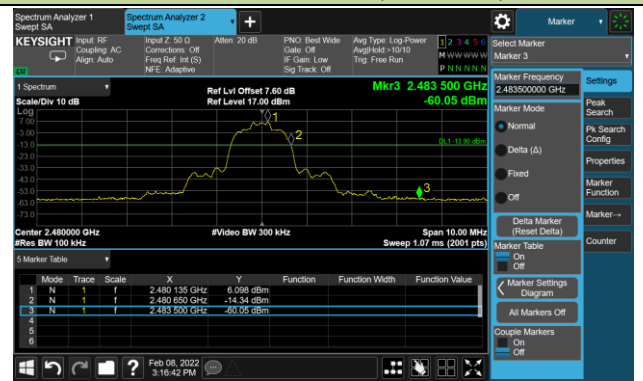 Spectrum Analyzer 1
Swept SA
Spectrum Analyzer 2
Swept SA
+
Marker
KEYSIGHT
Input: RF
Coupling: AC
Align: Auto
Input Z: 50 Ω
Corrections: Off
Freq Ref: Int (S)
NFE: Adaptive
Atten: 20 dB
PNO: Best Wide
Gate: Off
IF Gain: Low
Sig Track: Off
Avg Type: Log-Power
Avg|Hold:>10/10
Trig: Free Run
1 2 3 4 5 6
M W W W W W
P N N N N N
Select Marker
Marker 3
1 Spectrum
Scale/Div 10 dB
Log
Ref Lvl Offset 7.60 dB
Ref Level 17.00 dBm
Mkr3 2.483 500 GHz
-60.05 dBm
7.00
-3.00
-13.0
-23.0
-33.0
-43.0
-53.0
-63.0
-73.0
1
2
3
DL1 -13.90 dBm
Center 2.480000 GHz
#Res BW 100 kHz
#Video BW 300 kHz
Span 10.00 MHz
Sweep 1.07 ms (2001 pts)
5 Marker Table
Mode Trace Scale X Y Function Function Width Function Value
1 N 1 f 2.480 135 GHz 6.098 dBm
2 N 1 f 2.480 650 GHz -14.34 dBm
3 N 1 f 2.483 500 GHz -60.05 dBm
4
5
6
Marker Frequency
2.483500000 GHz
Marker Mode
Normal
Delta (Δ)
Fixed
Off
Delta Marker
(Reset Delta)
Marker Table
On
Off
Marker Settings
Diagram
All Markers Off
Couple Markers
On
Off
Settings
Peak
Search
Pk Search
Config
Properties
Marker
Function
Marker→
Counter
?
Feb 08, 2022
3:16:42 PM